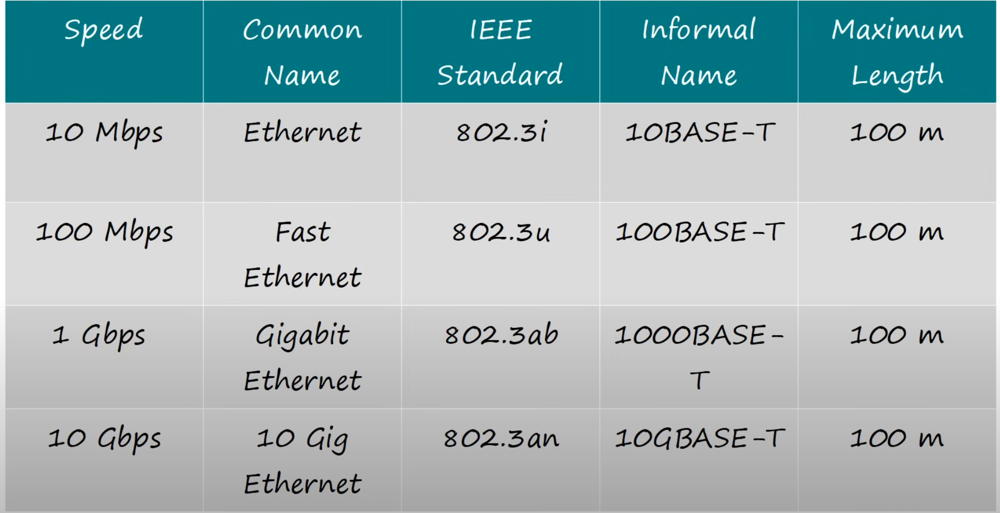 Speed
Common
Name
IEEE
Standard
Informal
Name
Maximum
Length
10 Mbps
Ethernet
802.3i
10BASE-T
100 m
100 Mbps
Fast
Ethernet
802.3u
100BASE-T
100 m
1 Gbps
Gigabit
Ethernet
802.3ab
1000BASE-
T
100 m
10 Gbps
10 Gig
Ethernet
802.3an
10GBASE-T
100 m